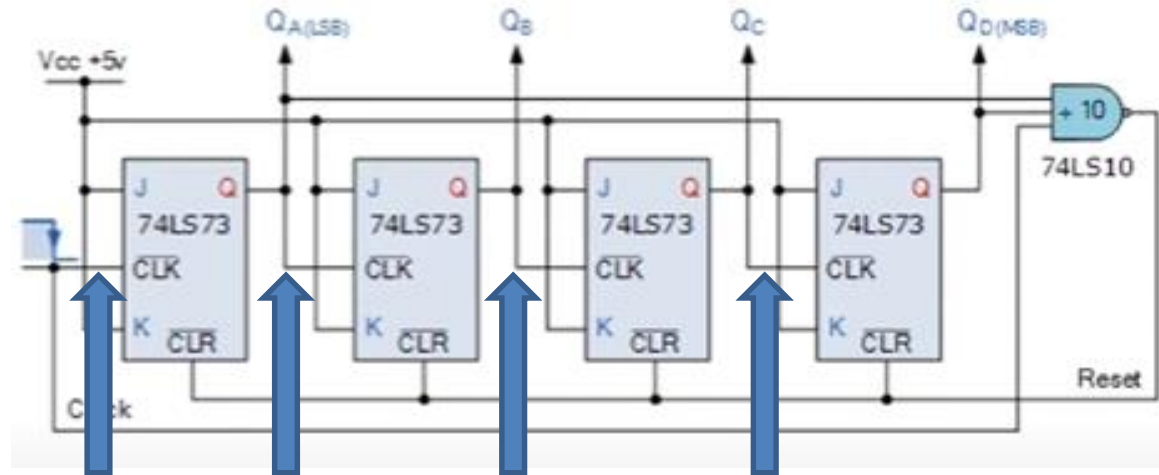 QA(LSB) QB QC QD(MSB)
Vcc +5v
÷ 10
74LS10
J Q J Q J Q J Q
74LS73 74LS73 74LS73 74LS73
CLK CLK CLK CLK
K K K K
CLR CLR CLR CLR
Reset